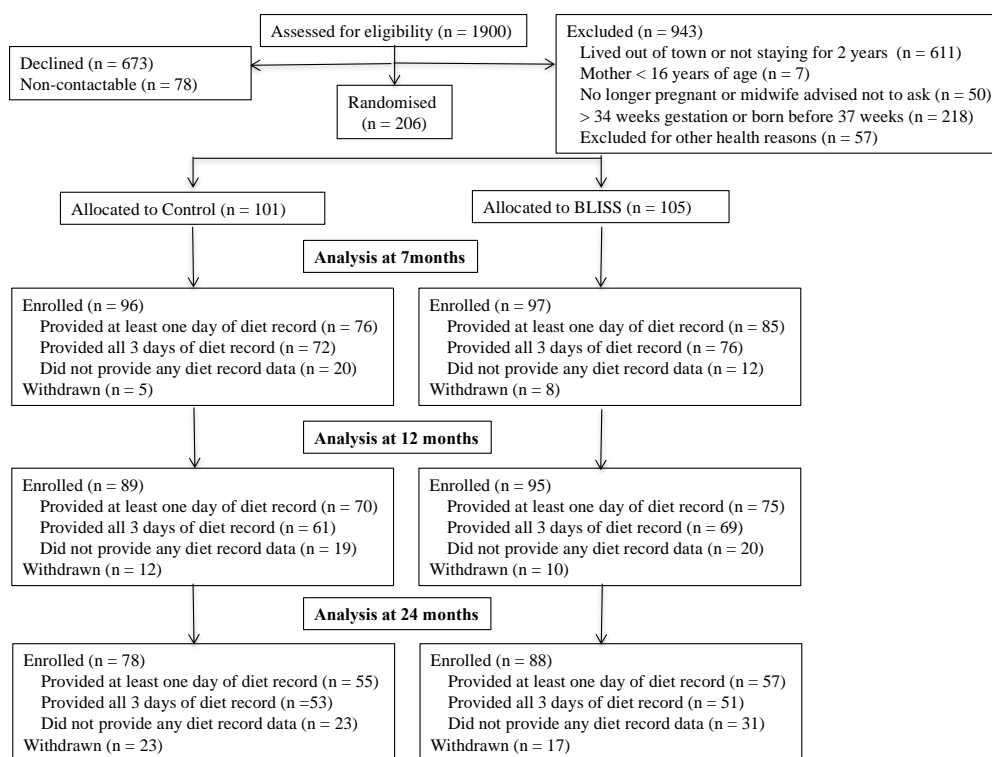 Assessed for eligibility (n = 1900)
Declined (n = 673)
Non-contactable (n = 78)
Excluded (n = 943)
Lived out of town or not staying for 2 years (n = 611)
Mother < 16 years of age (n = 7)
No longer pregnant or midwife advised not to ask (n = 50)
> 34 weeks gestation or born before 37 weeks (n = 218)
Excluded for other health reasons (n = 57)
Randomised
(n = 206)
Allocated to Control (n = 101)
Allocated to BLISS (n = 105)
Analysis at 7months
Enrolled (n = 96)
Provided at least one day of diet record (n = 76)
Provided all 3 days of diet record (n = 72)
Did not provide any diet record data (n = 20)
Withdrawn (n = 5)
Enrolled (n = 97)
Provided at least one day of diet record (n = 85)
Provided all 3 days of diet record (n = 76)
Did not provide any diet record data (n = 12)
Withdrawn (n = 8)
Analysis at 12 months
Enrolled (n = 89)
Provided at least one day of diet record (n = 70)
Provided all 3 days of diet record (n = 61)
Did not provide any diet record data (n = 19)
Withdrawn (n = 12)
Enrolled (n = 95)
Provided at least one day of diet record (n = 75)
Provided all 3 days of diet record (n = 69)
Did not provide any diet record data (n = 20)
Withdrawn (n = 10)
Analysis at 24 months
Enrolled (n = 78)
Provided at least one day of diet record (n = 55)
Provided all 3 days of diet record (n =53)
Did not provide any diet record data (n = 23)
Withdrawn (n = 23)
Enrolled (n = 88)
Provided at least one day of diet record (n = 57)
Provided all 3 days of diet record (n = 51)
Did not provide any diet record data (n = 31)
Withdrawn (n = 17)